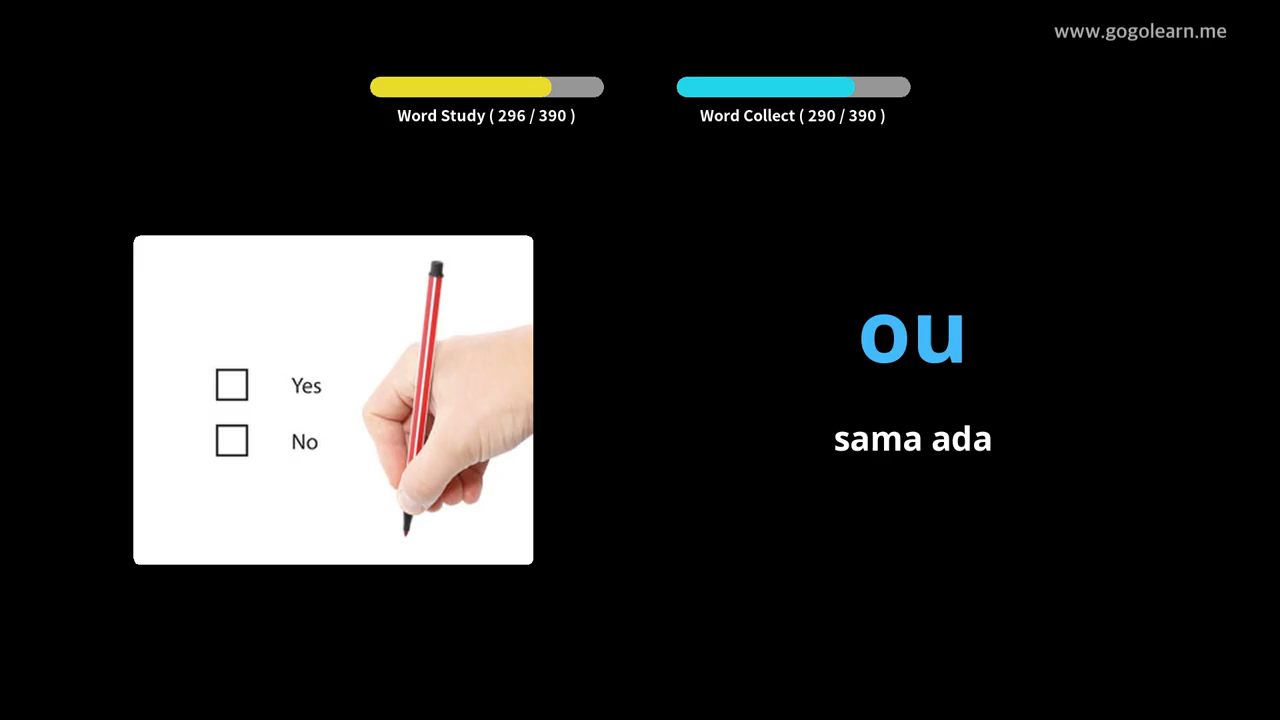 www.gogolearn.me
Word Study ( 296 / 390 )
Word Collect ( 290 / 390 )
Yes
No
ou
sama ada